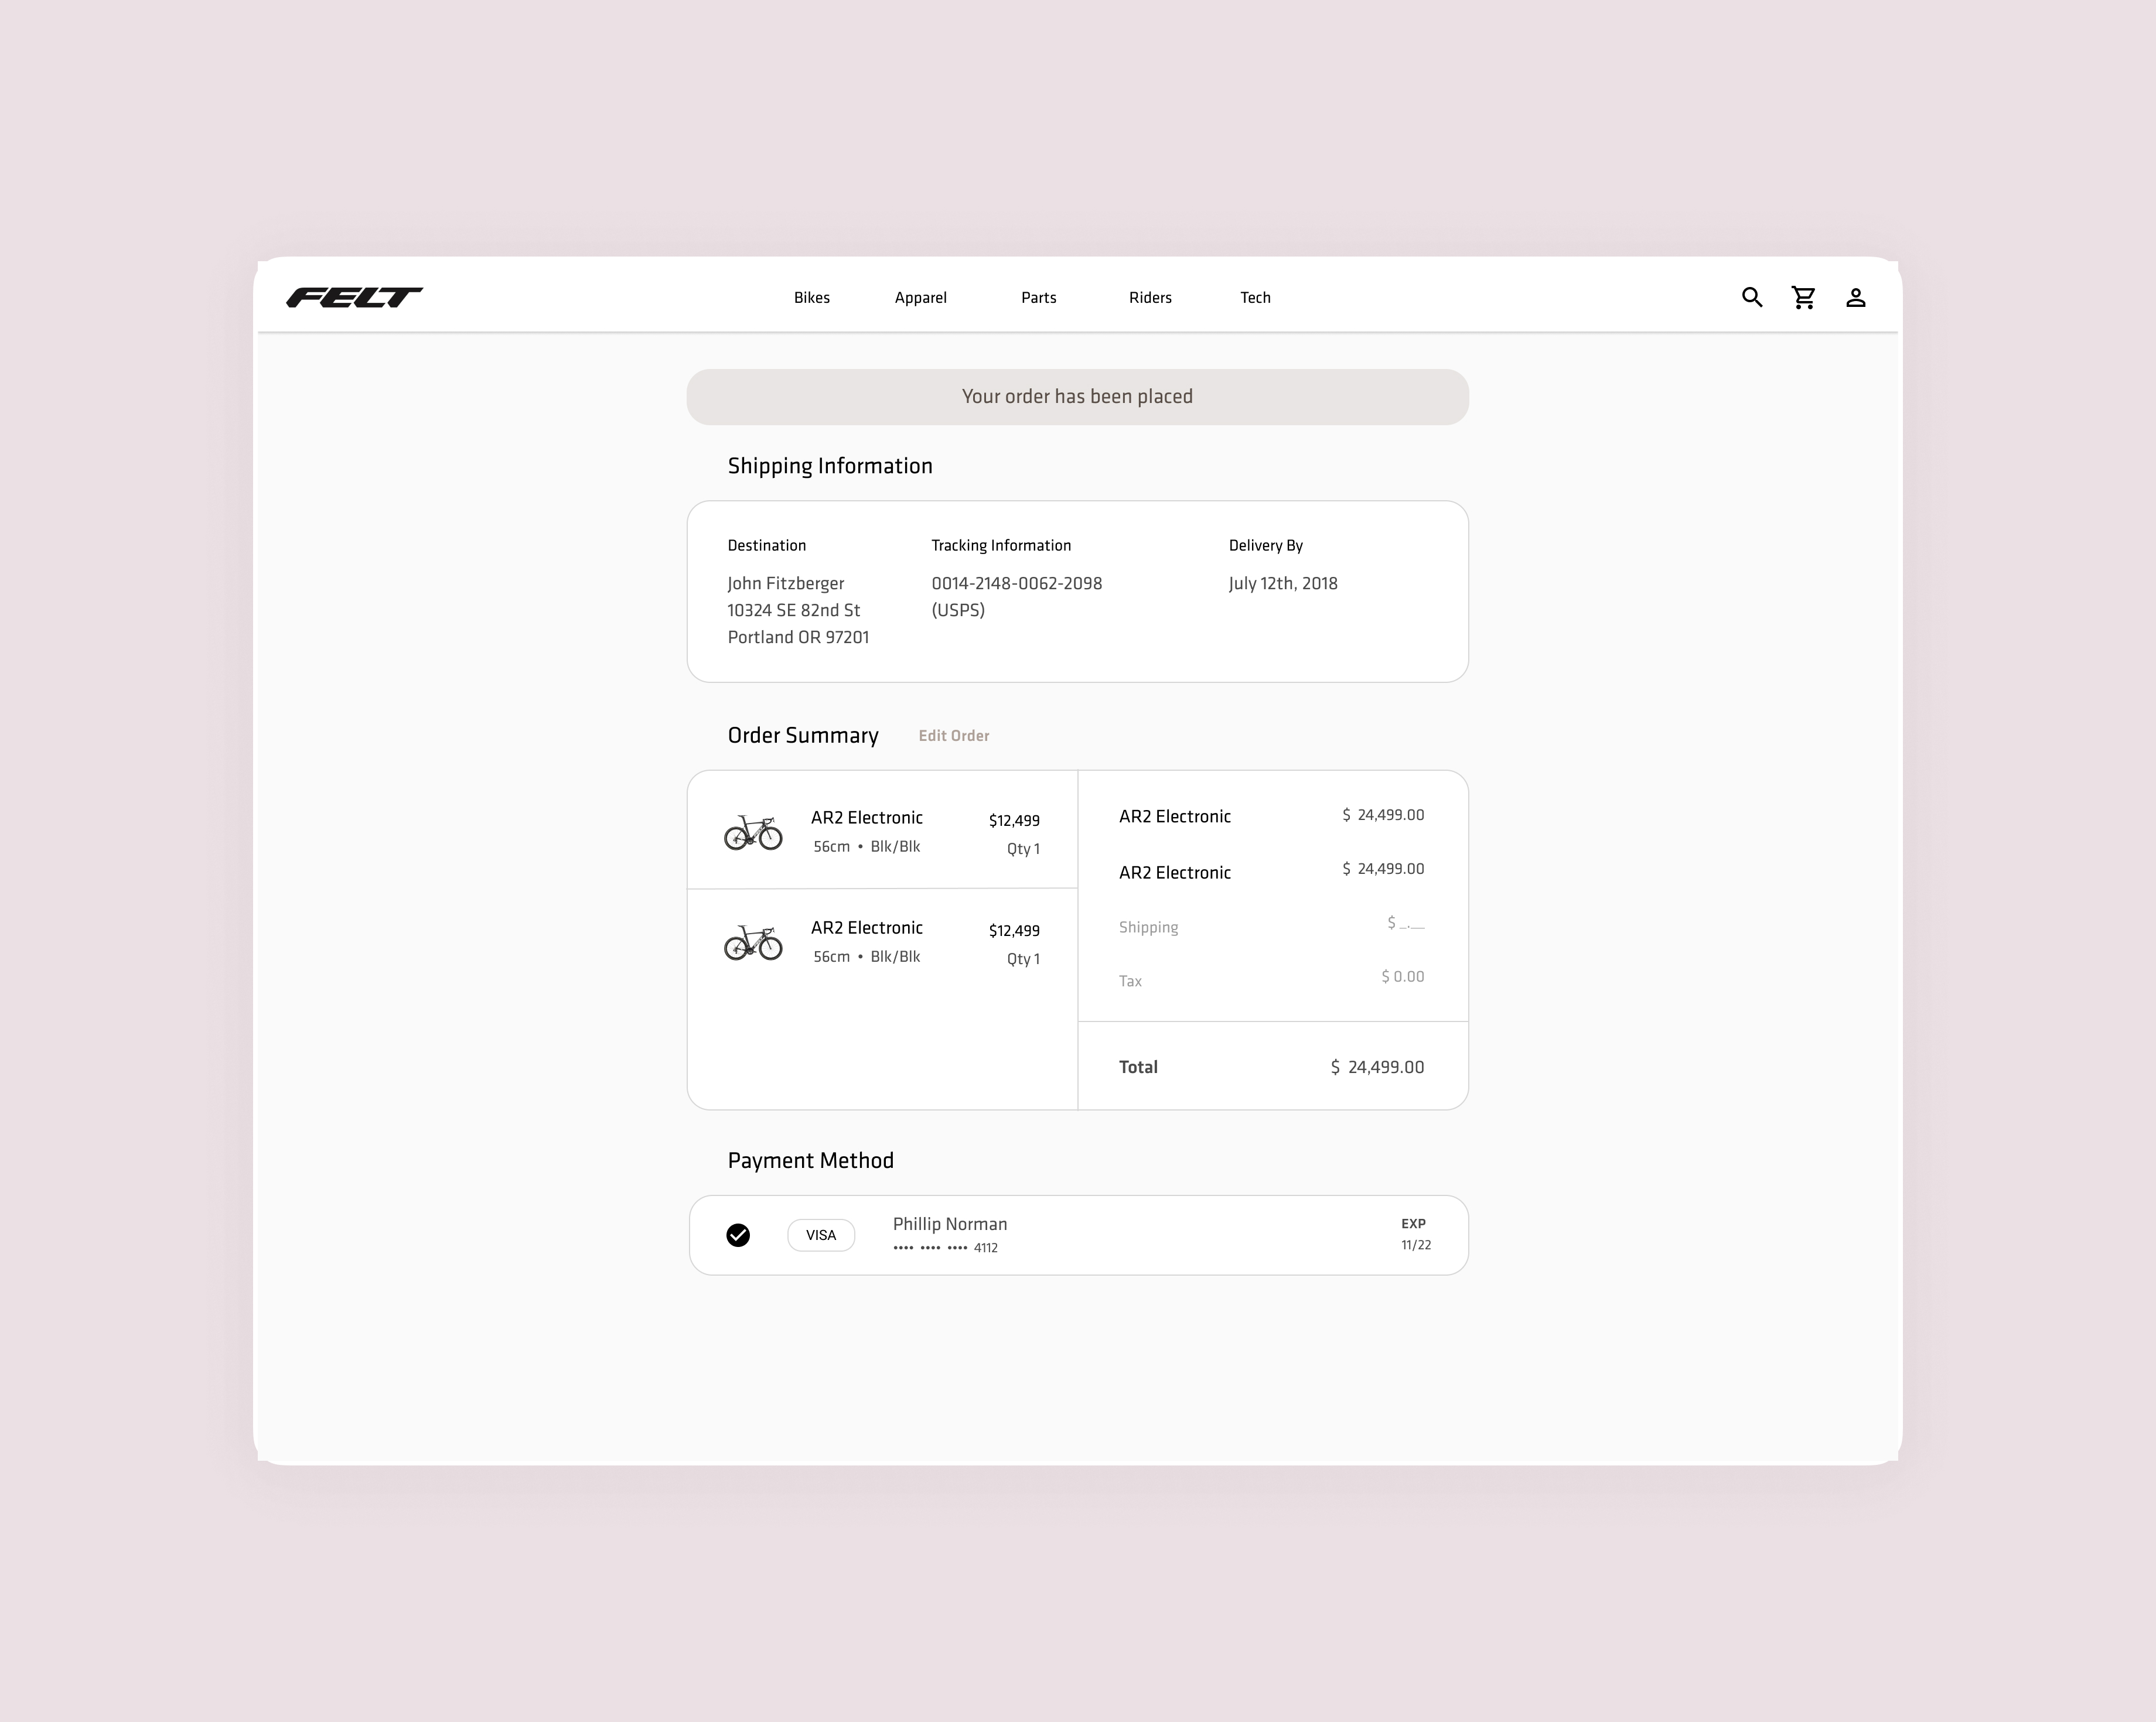 FELT
Bikes Apparel Parts Riders Tech
Your order has been placed
Shipping Information
Destination
John Fitzberger
10324 SE 82nd St
Portland OR 97201
Tracking Information
0014-2148-0062-2098
(USPS)
Delivery By
July 12th, 2018
Order Summary Edit Order
AR2 Electronic $12,499
56cm • Blk/Blk Qty 1
AR2 Electronic $12,499
56cm • Blk/Blk Qty 1
AR2 Electronic $ 24,499.00
AR2 Electronic $ 24,499.00
Shipping $ _.__
Tax $ 0.00
Total $ 24,499.00
Payment Method
VISA
Phillip Norman
•••• •••• •••• 4112
EXP
11/22